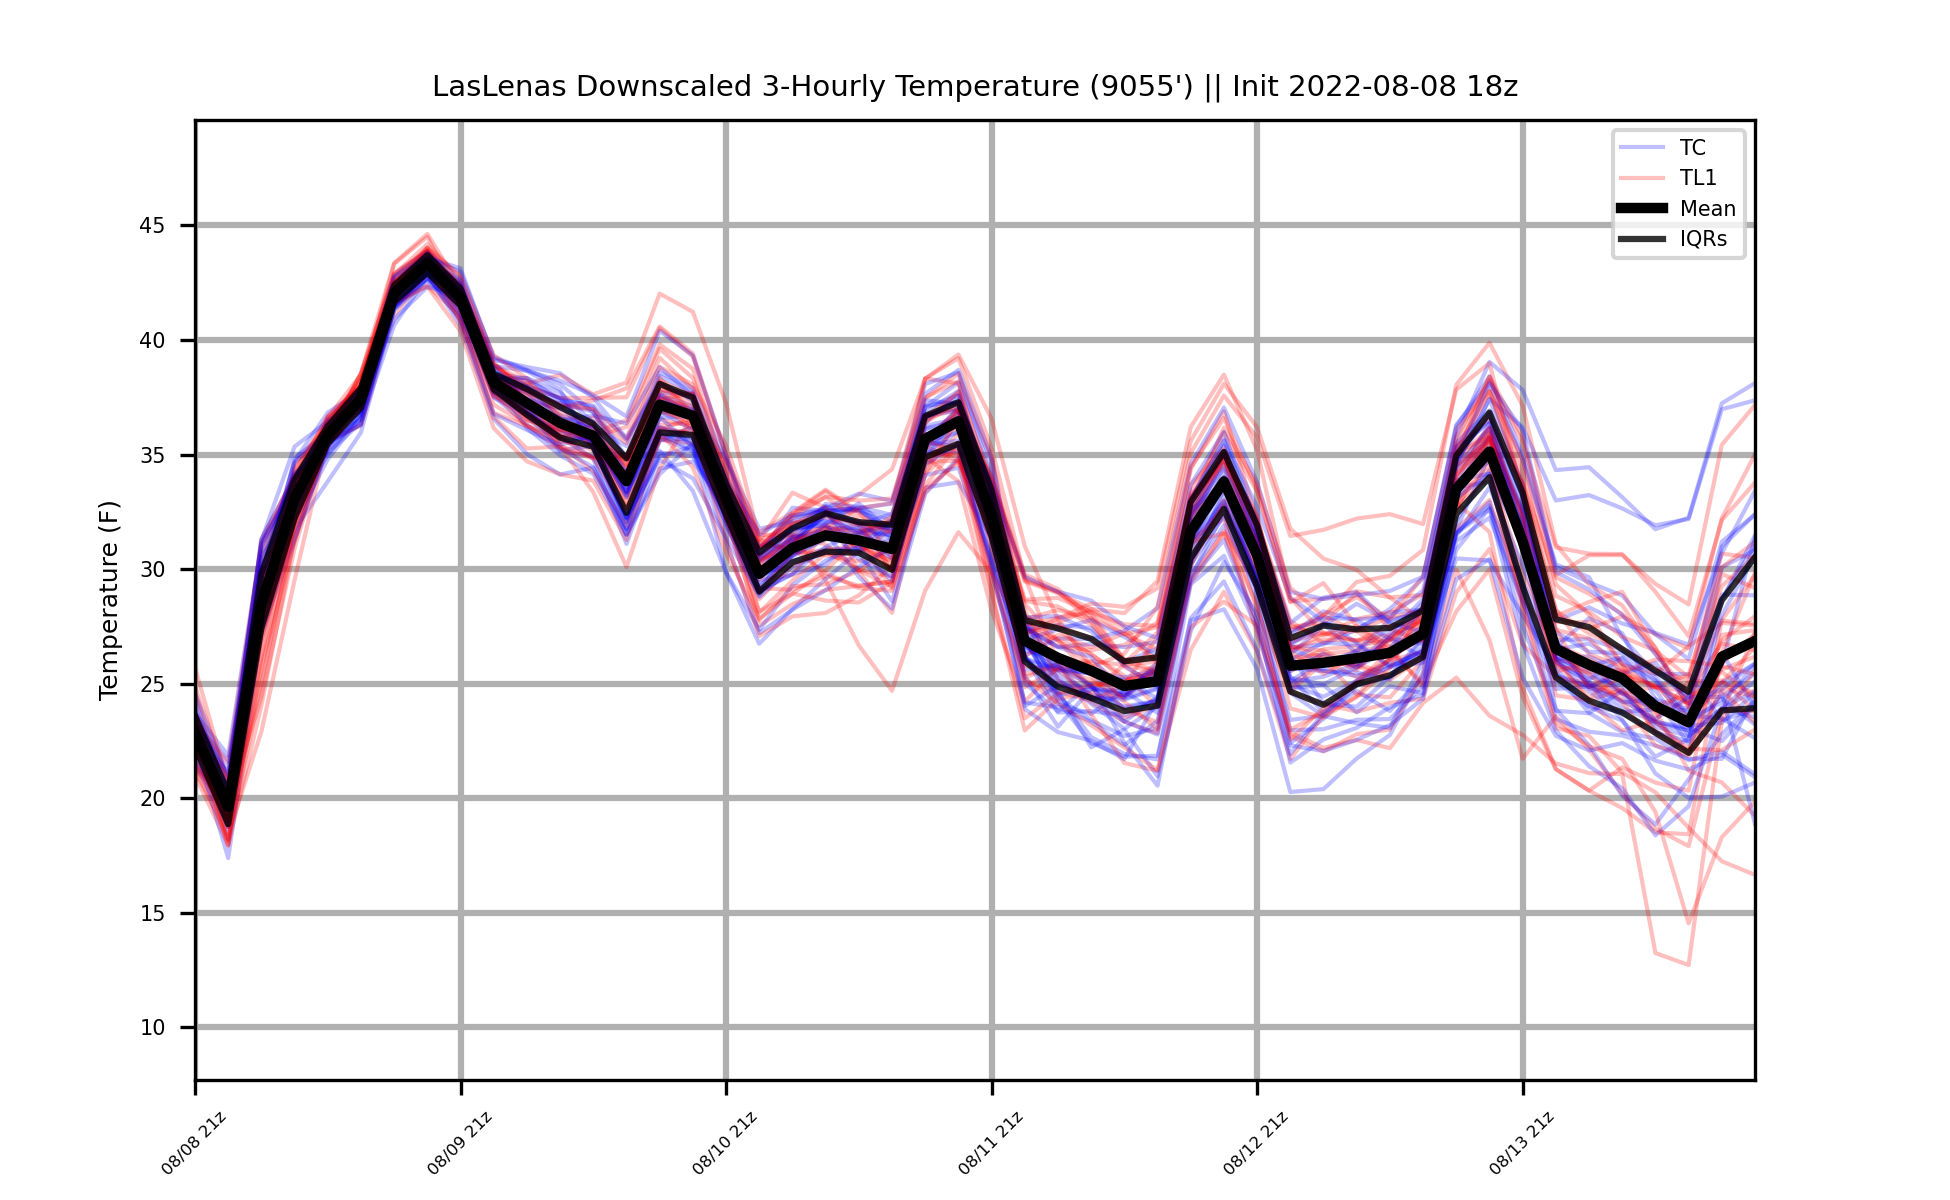 LasLenas Downscaled 3-Hourly Temperature (9055') || Init 2022-08-08 18z
TC
TL1
Mean
IQRs
Temperature (F)
45
40
35
30
25
20
15
10
08/08 21z
08/09 21z
08/10 21z
08/11 21z
08/12 21z
08/13 21z